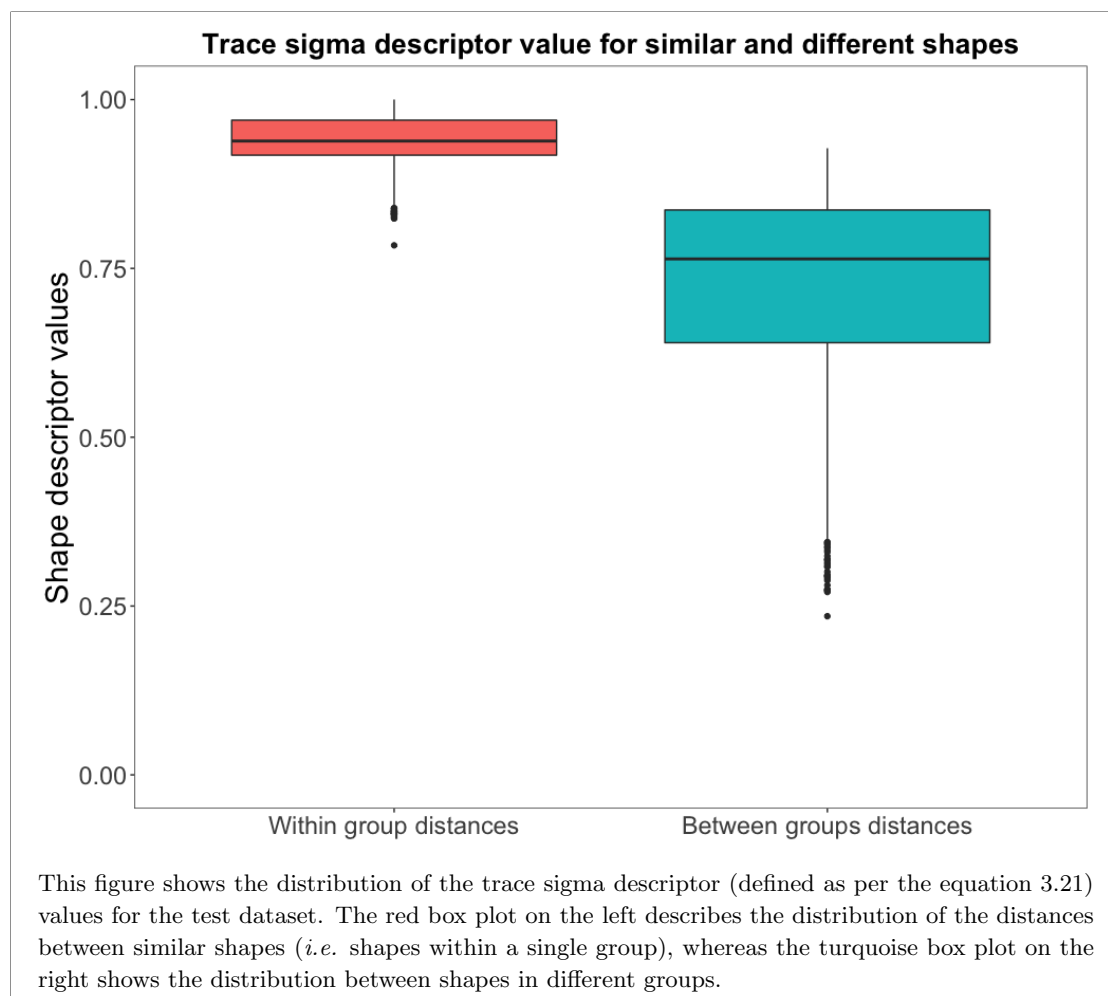 Trace sigma descriptor value for similar and different shapes
Shape descriptor values
1.00
0.75
0.50
0.25
0.00
Within group distances
Between groups distances
This figure shows the distribution of the trace sigma descriptor (defined as per the equation 3.21)
values for the test dataset. The red box plot on the left describes the distribution of the distances
between similar shapes (i.e. shapes within a single group), whereas the turquoise box plot on the
right shows the distribution between shapes in different groups.